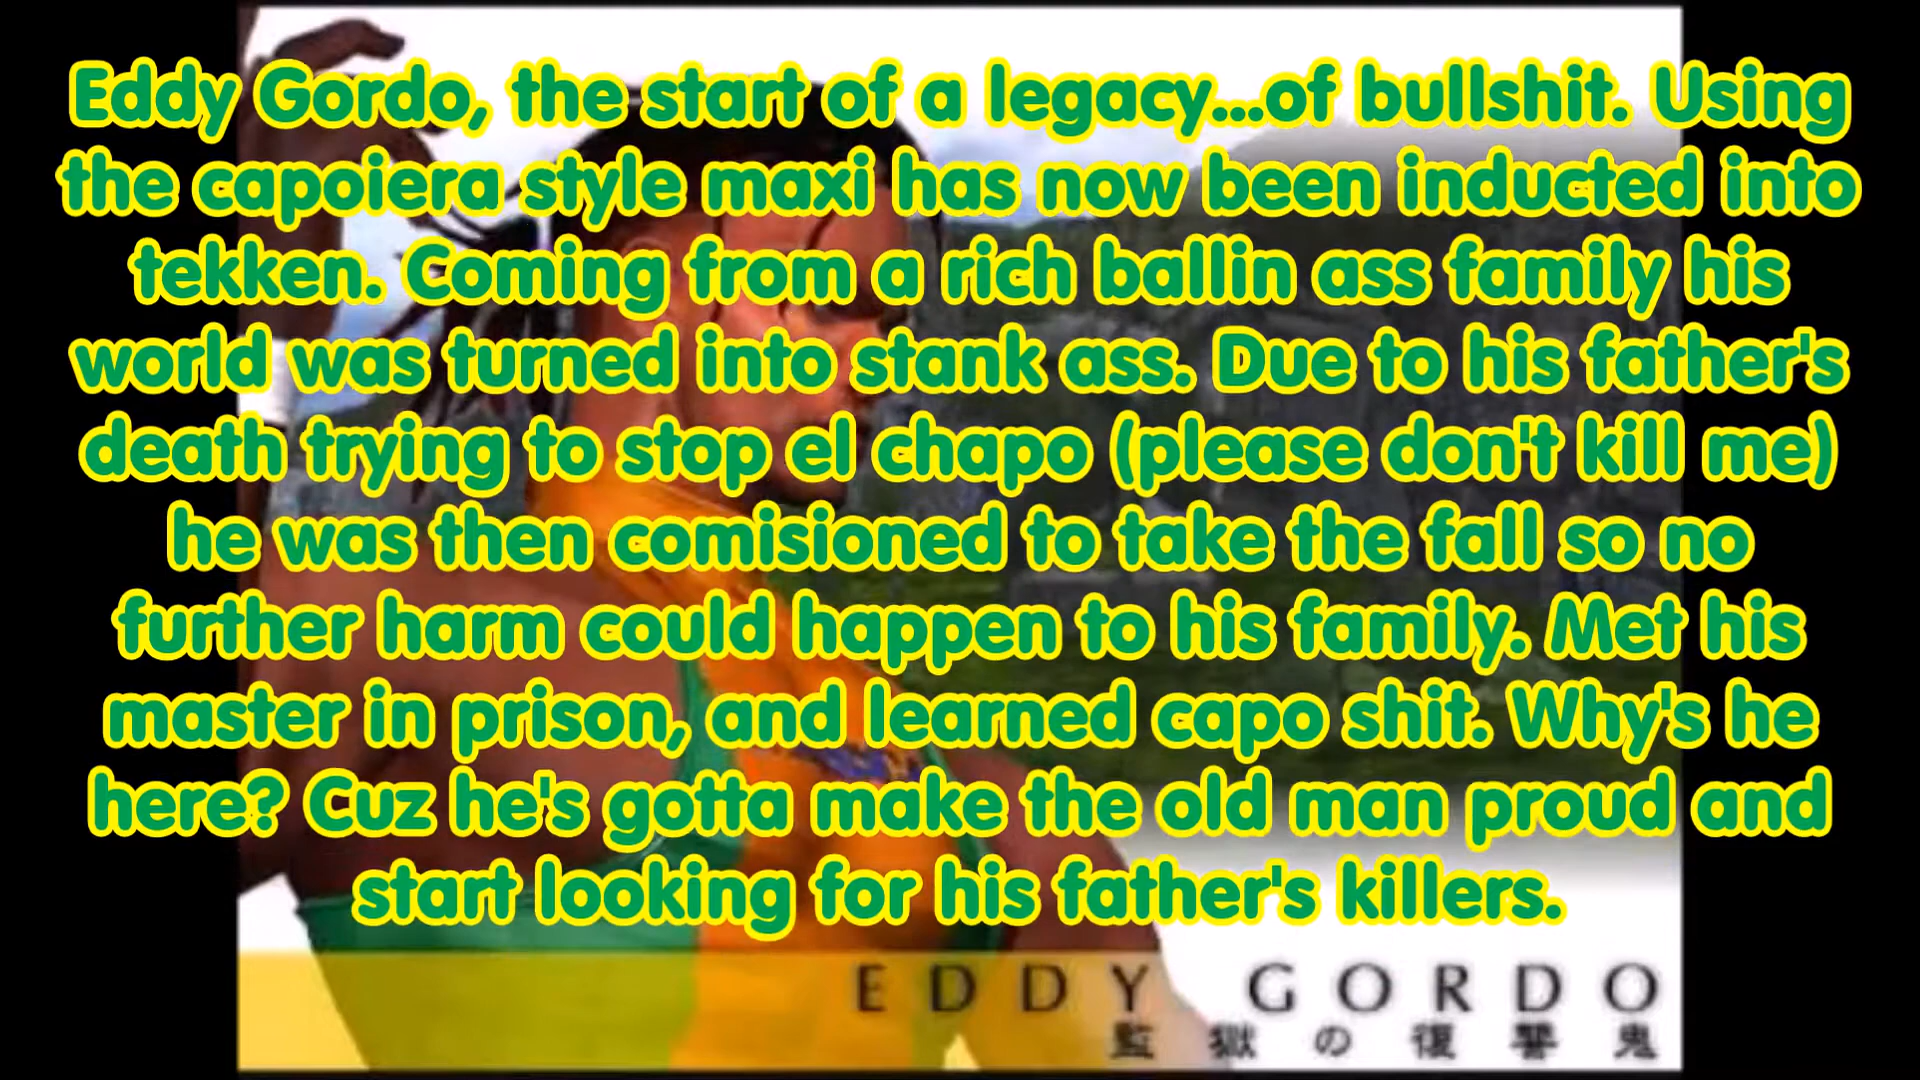 Eddy Gordo, the start of a legacy...of bullshit. Using
the capoiera style maxi has now been inducted into
tekken. Coming from a rich ballin ass family his
world was turned into stank ass. Due to his father's
death trying to stop el chapo (please don't kill me)
he was then comisioned to take the fall so no
further harm could happen to his family. Met his
master in prison, and learned capo shit. Why's he
here? Cuz he's gotta make the old man proud and
start looking for his father's killers.
EDDY GORDO
監獄の復讐鬼